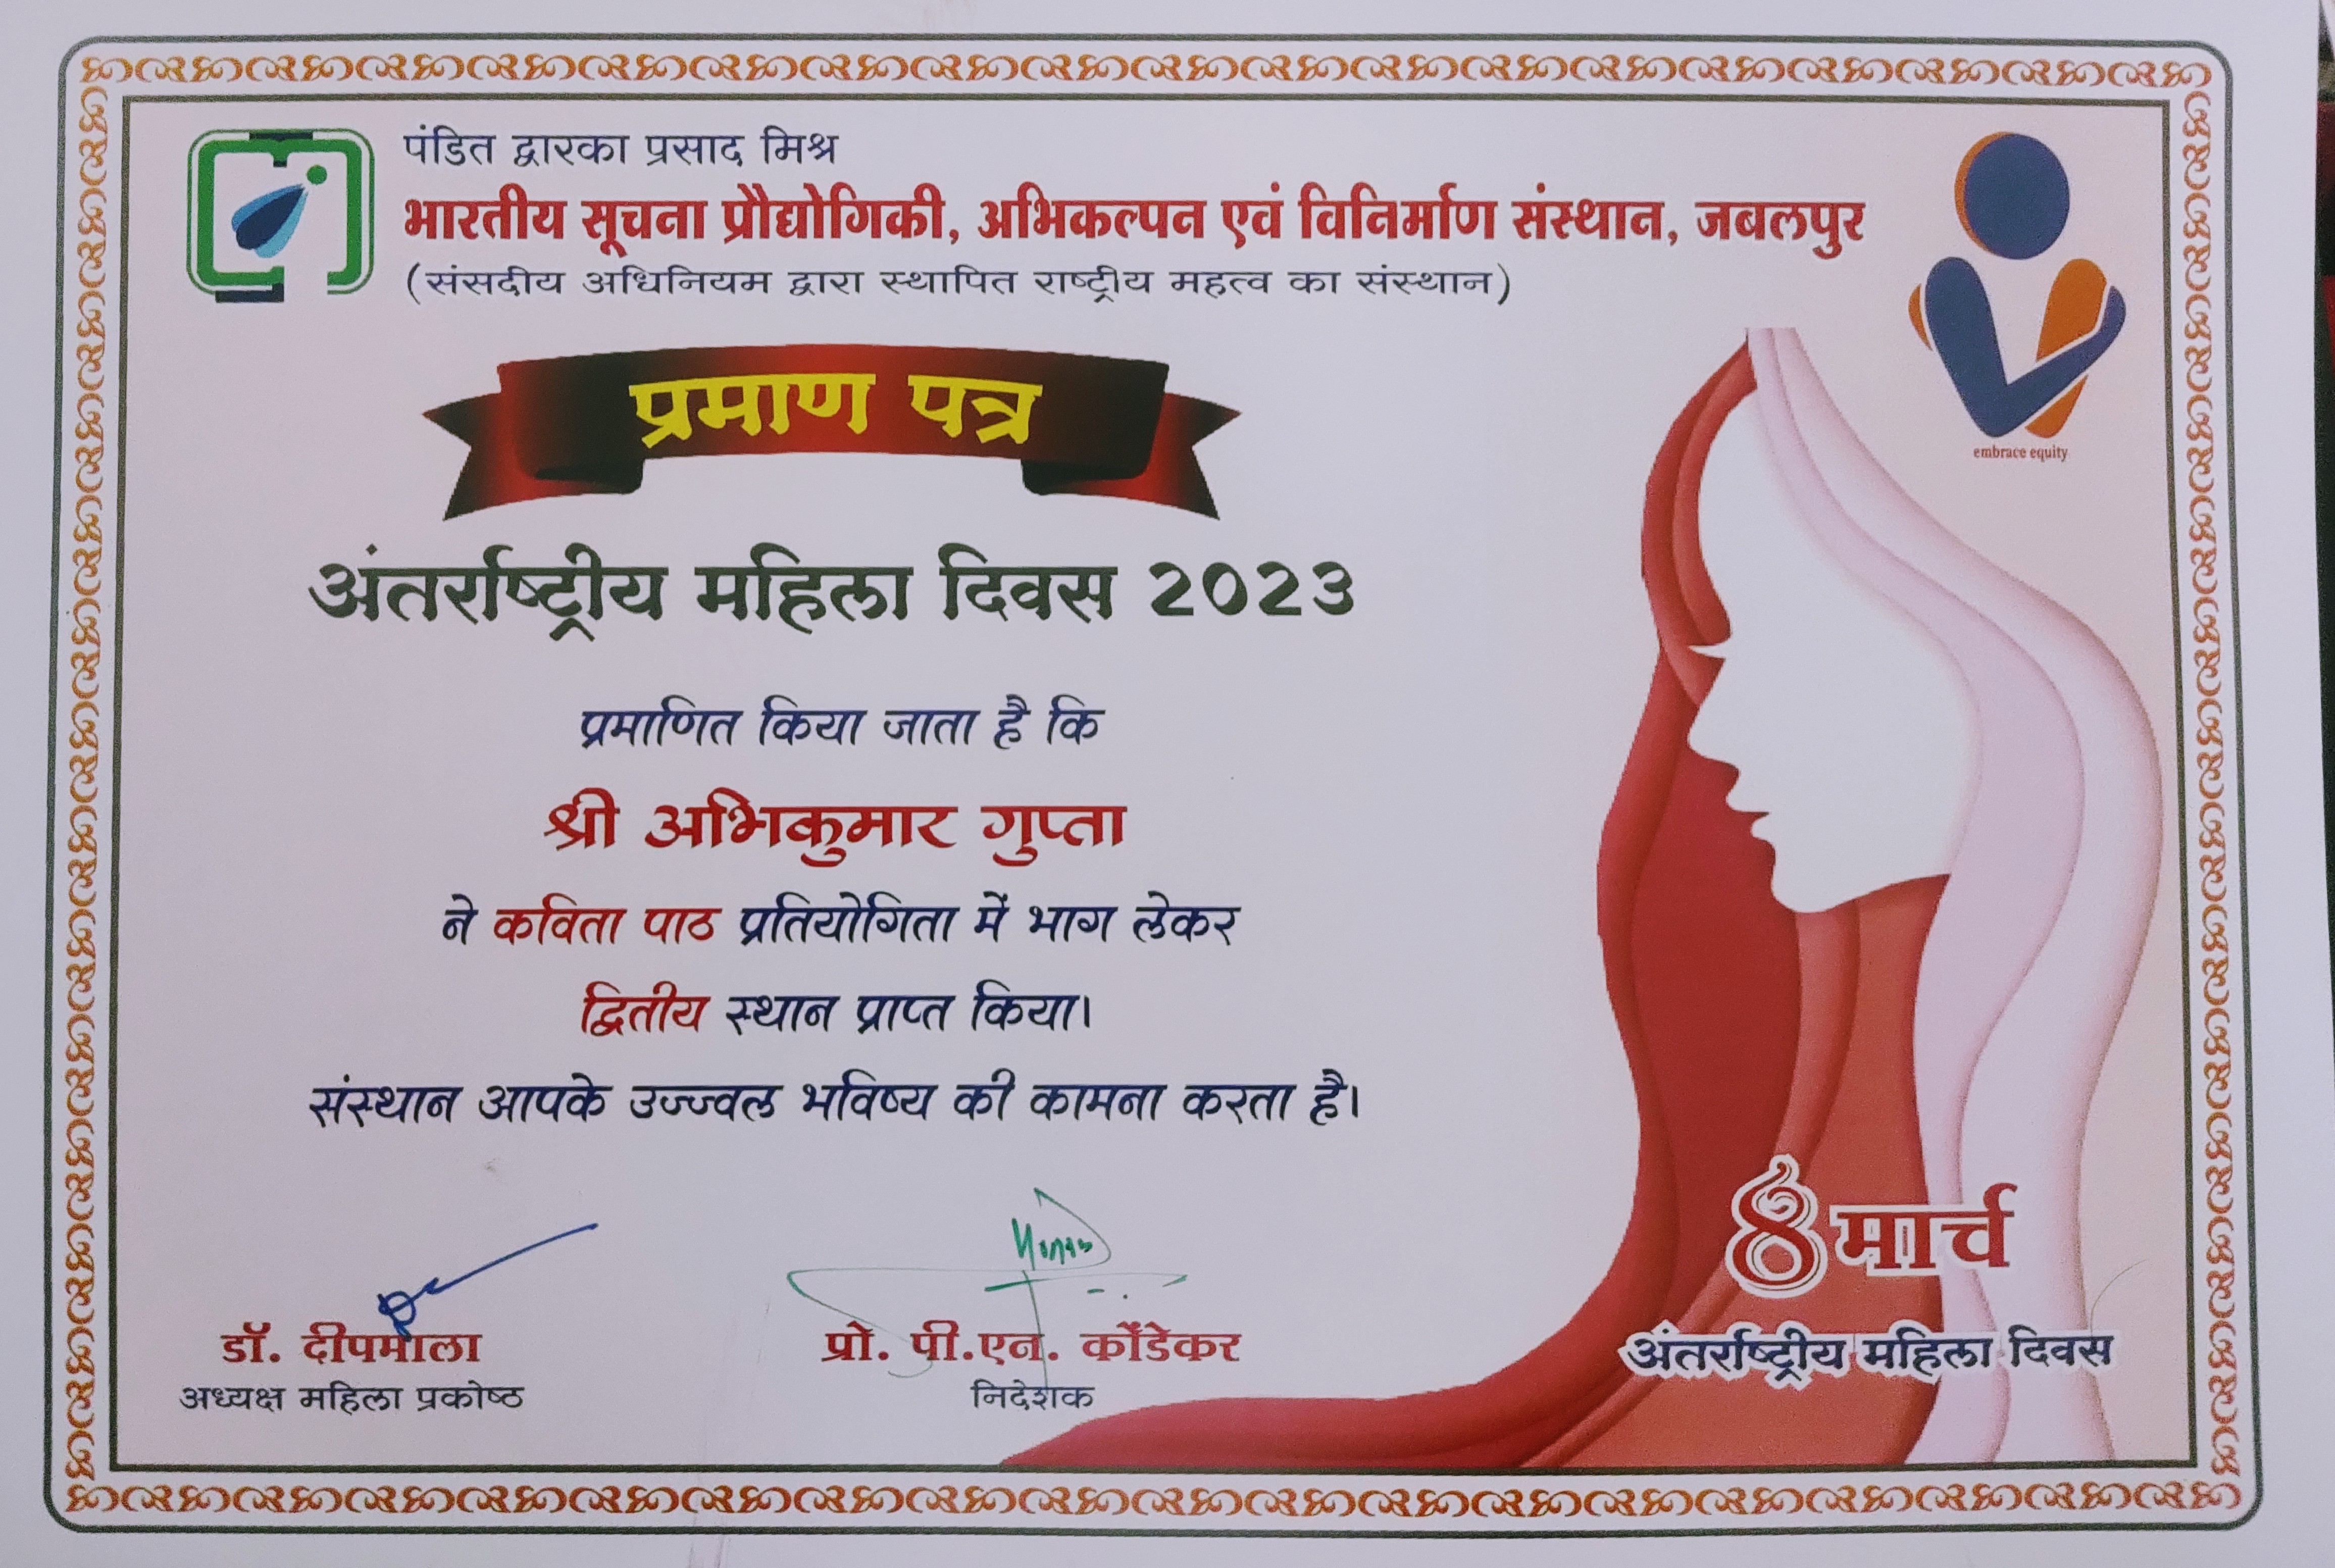 पंडित द्वारका प्रसाद मिश्र
भारतीय सूचना प्रौद्योगिकी, अभिकल्पन एवं विनिर्माण संस्थान, जबलपुर
(संसदीय अधिनियम द्वारा स्थापित राष्ट्रीय महत्व का संस्थान)
embrace equity
प्रमाण पत्र
अंतर्राष्ट्रीय महिला दिवस 2023
प्रमाणित किया जाता है कि
श्री अभिकुमार गुप्ता
ने कविता पाठ प्रतियोगिता में भाग लेकर
द्वितीय स्थान प्राप्त किया।
संस्थान आपके उज्ज्वल भविष्य की कामना करता है।
डॉ. दीपमाला
अध्यक्ष महिला प्रकोष्ठ
प्रो. पी.एन. कोंडेकर
निदेशक
8 मार्च
अंतर्राष्ट्रीय महिला दिवस